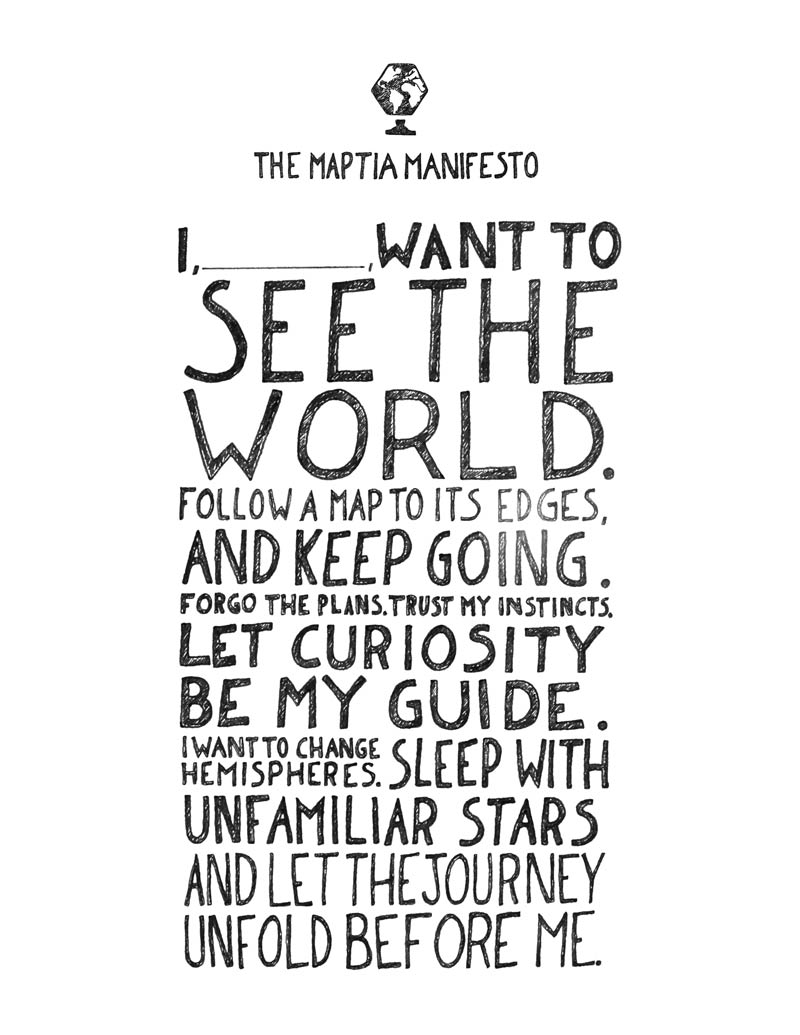 THE MAPTIA MANIFESTO
I,__________, WANT TO
SEE THE
WORLD.
FOLLOW A MAP TO ITS EDGES,
AND KEEP GOING.
FORGO THE PLANS. TRUST MY INSTINCTS.
LET CURIOSITY
BE MY GUIDE.
I WANT TO CHANGE
HEMISPHERES.
SLEEP WITH
UNFAMILIAR STARS
AND LET THE JOURNEY
UNFOLD BEFORE ME.